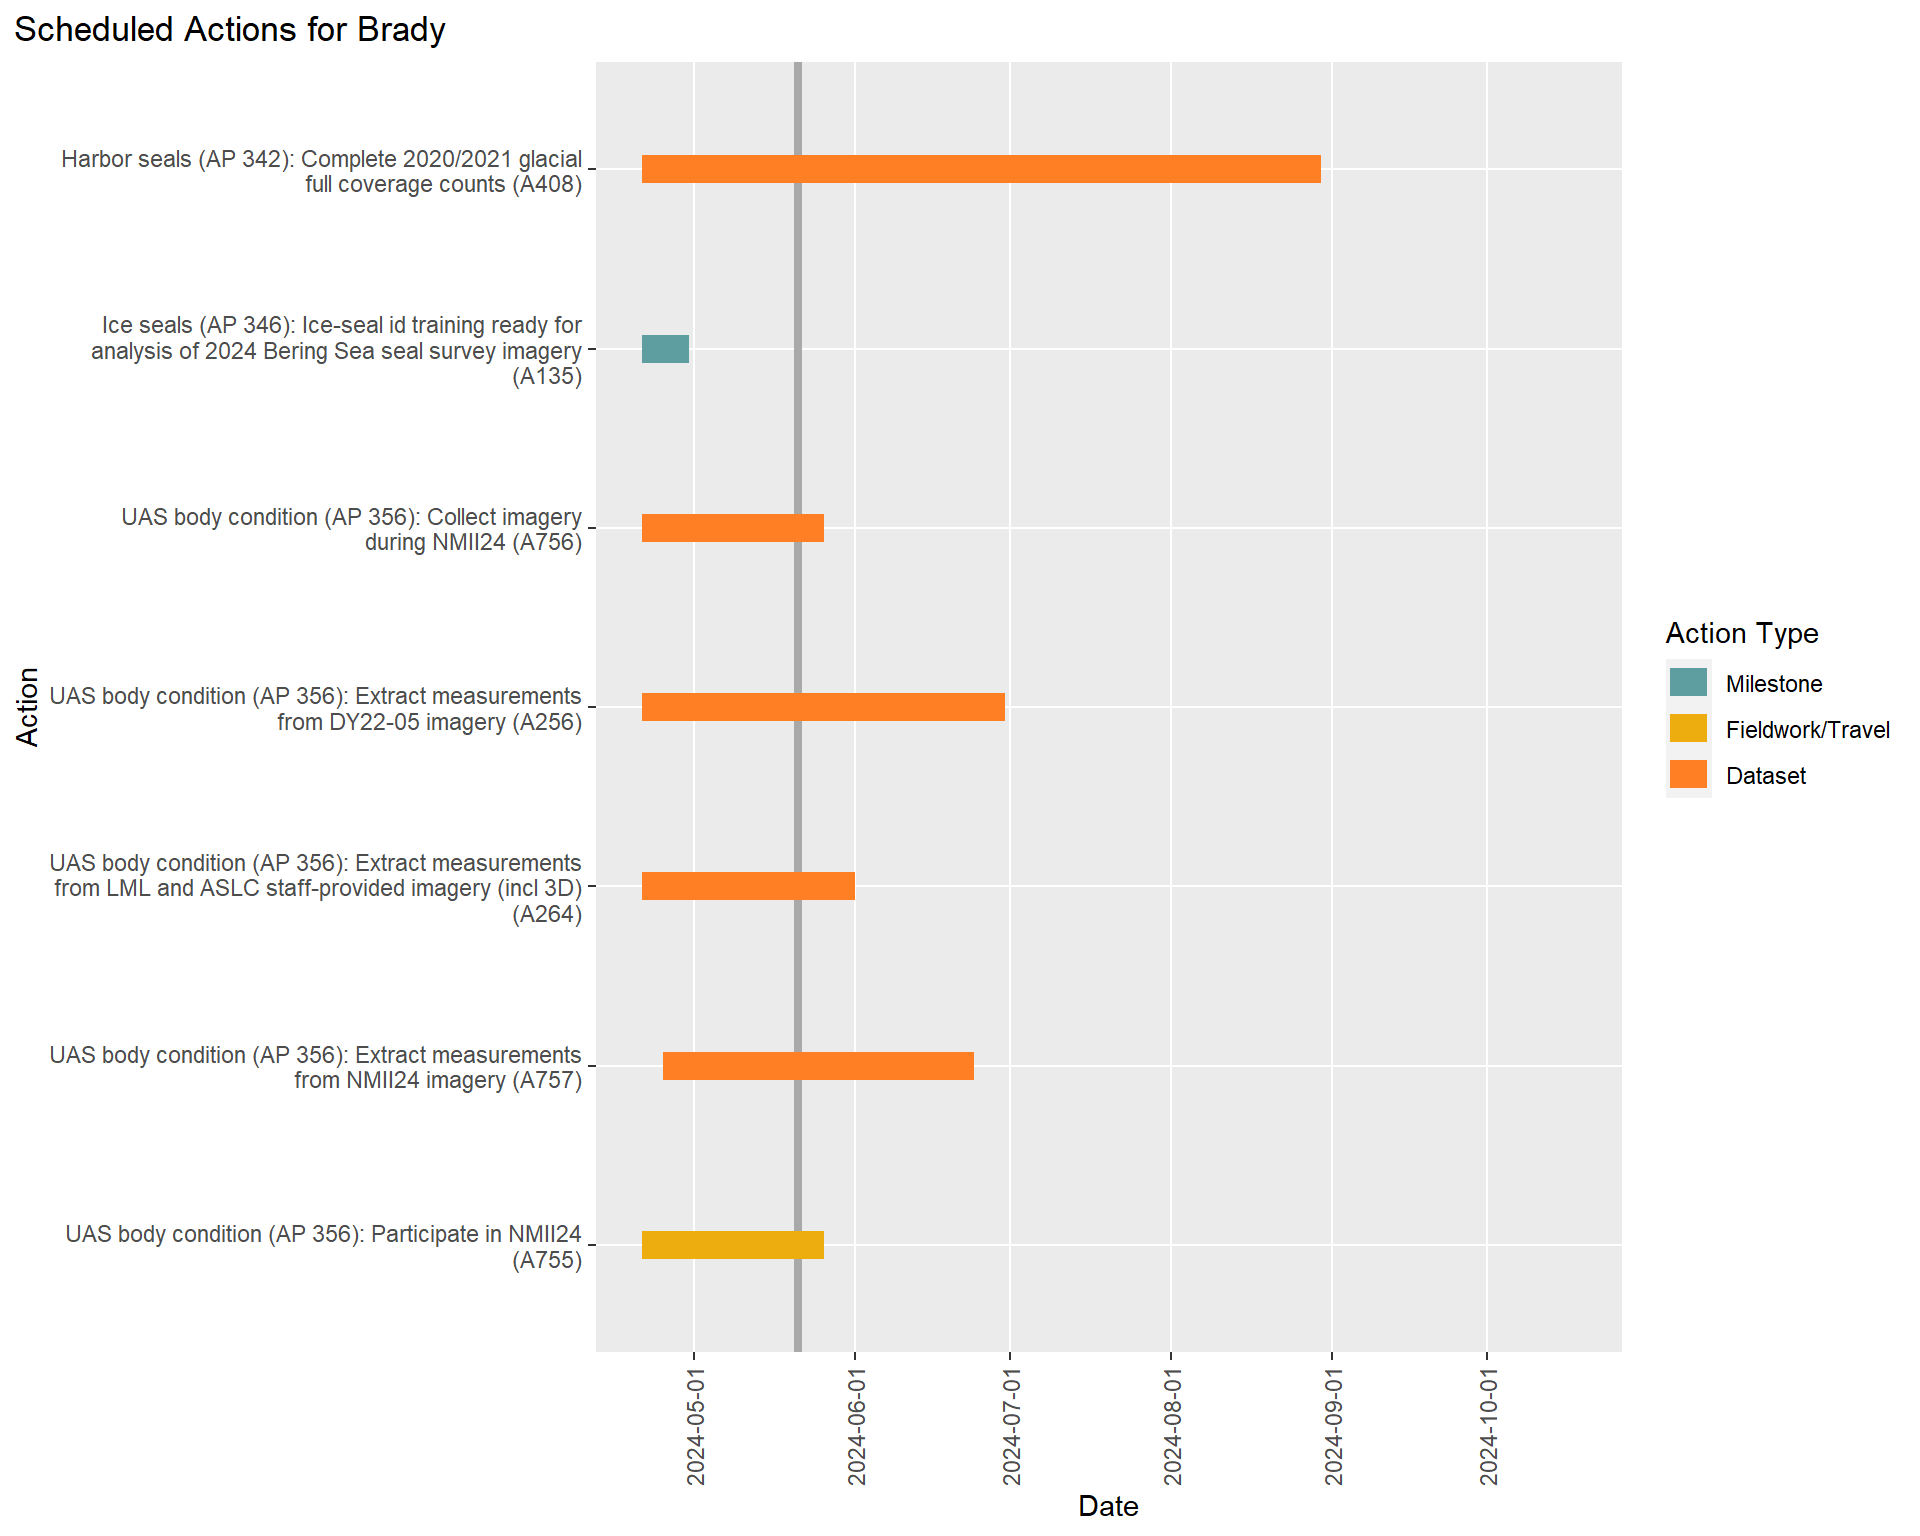 Scheduled Actions for Brady
Harbor seals (AP 342): Complete 2020/2021 glacial
full coverage counts (A408)
Ice seals (AP 346): Ice-seal id training ready for
analysis of 2024 Bering Sea seal survey imagery
(A135)
UAS body condition (AP 356): Collect imagery
during NMII24 (A756)
UAS body condition (AP 356): Extract measurements
from DY22-05 imagery (A256)
UAS body condition (AP 356): Extract measurements
from LML and ASLC staff-provided imagery (incl 3D)
(A264)
UAS body condition (AP 356): Extract measurements
from NMII24 imagery (A757)
UAS body condition (AP 356): Participate in NMII24
(A755)
Action
2024-05-01
2024-06-01
2024-07-01
2024-08-01
2024-09-01
2024-10-01
Date
Action Type
Milestone
Fieldwork/Travel
Dataset